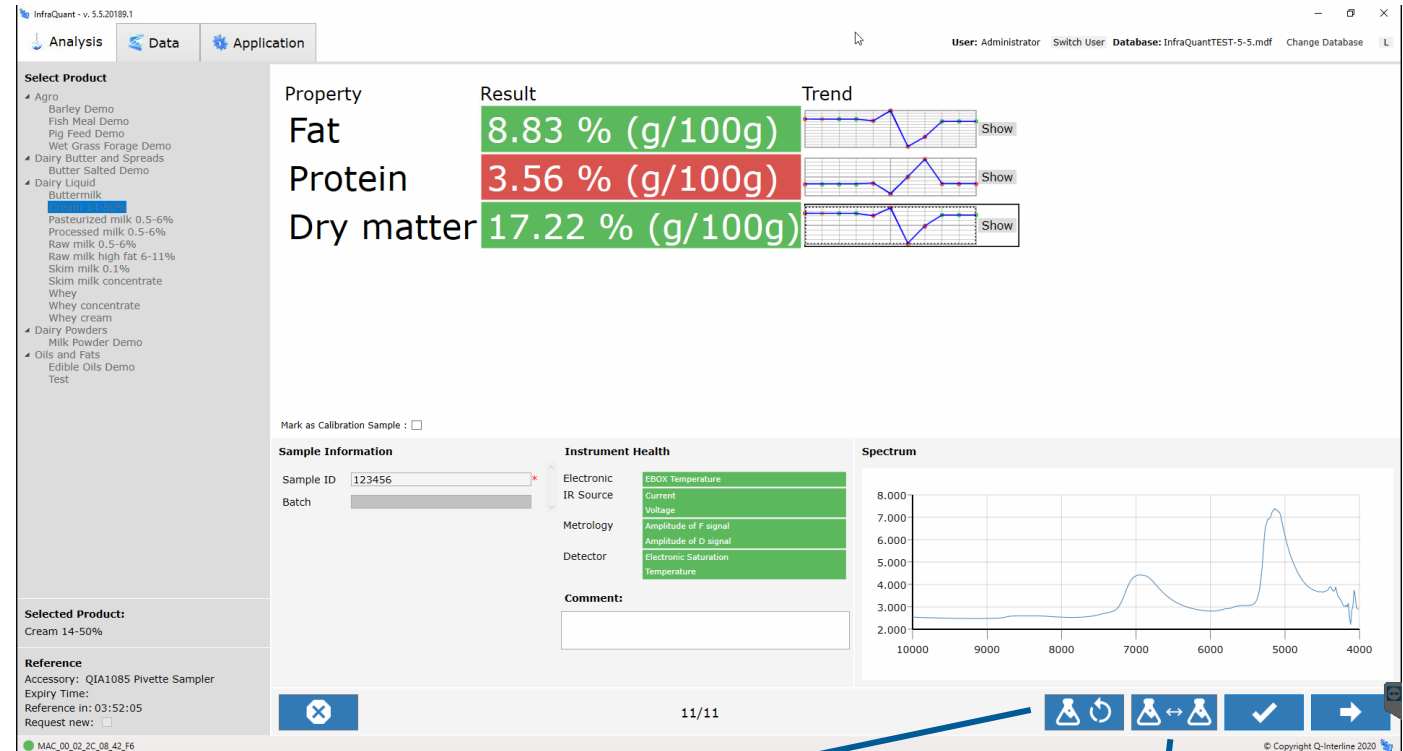 InfraQuant - v. 5.5.20189.1
Analysis Data Application
User: Administrator Switch User Database: InfraQuantTEST-5-5.mdf Change Database L
Select Product
Agro
Barley Demo
Fish Meal Demo
Pig Feed Demo
Wet Grass Forage Demo
Dairy Butter and Spreads
Butter Salted Demo
Dairy Liquid
Buttermilk
Cream 14-50%
Pasteurized milk 0.5-6%
Processed milk 0.5-6%
Raw milk 0.5-6%
Raw milk high fat 6-11%
Skim milk 0.1%
Skim milk concentrate
Whey
Whey concentrate
Whey cream
Dairy Powders
Milk Powder Demo
Oils and Fats
Edible Oils Demo
Test
Selected Product:
Cream 14-50%
Reference
Accessory: QIA1085 Pivette Sampler
Expiry Time:
Reference in: 03:52:05
Request new:
Property Result Trend
Fat 8.83 % (g/100g) Show
Protein 3.56 % (g/100g) Show
Dry matter 17.22 % (g/100g) Show
Mark as Calibration Sample :
Sample Information
Sample ID 123456 *
Batch
Instrument Health
Electronic EBOX Temperature
IR Source Current
Voltage
Metrology Amplitude of F signal
Amplitude of D signal
Detector Electronic Saturation
Temperature
Comment:
Spectrum
8.000
7.000
6.000
5.000
4.000
3.000
2.000
10000 9000 8000 7000 6000 5000 4000
11/11
MAC_00_02_2C_08_42_F6
© Copyright Q-Interline 2020